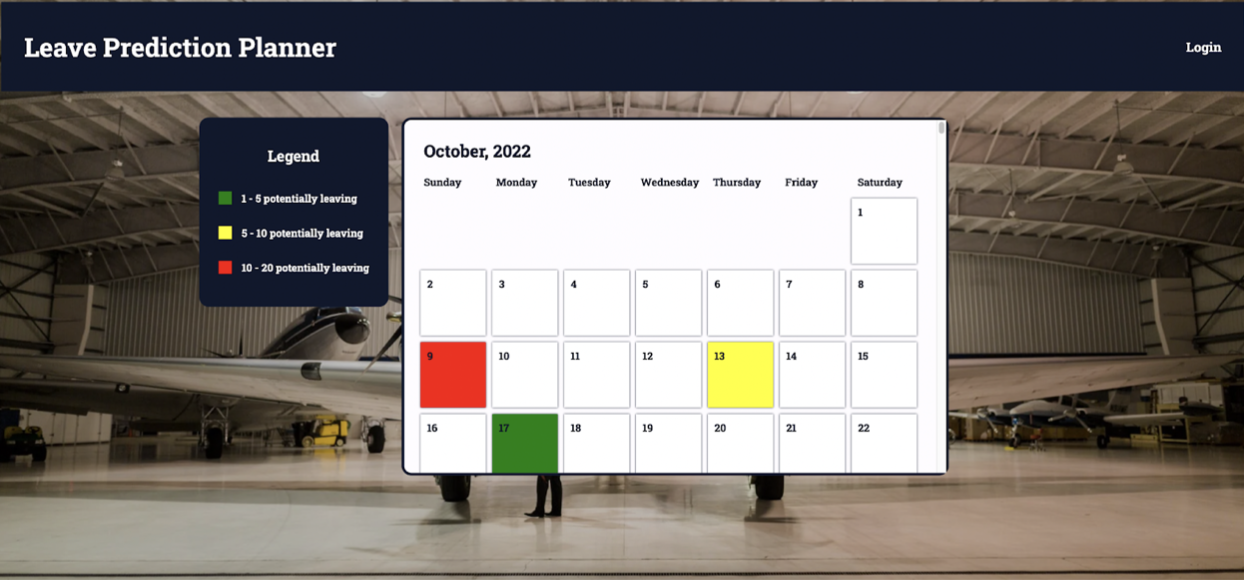 Leave Prediction Planner
Login
Legend
1 - 5 potentially leaving
5 - 10 potentially leaving
10 - 20 potentially leaving
October, 2022
Sunday Monday Tuesday Wednesday Thursday Friday Saturday
1
2 3 4 5 6 7 8
9 10 11 12 13 14 15
16 17 18 19 20 21 22